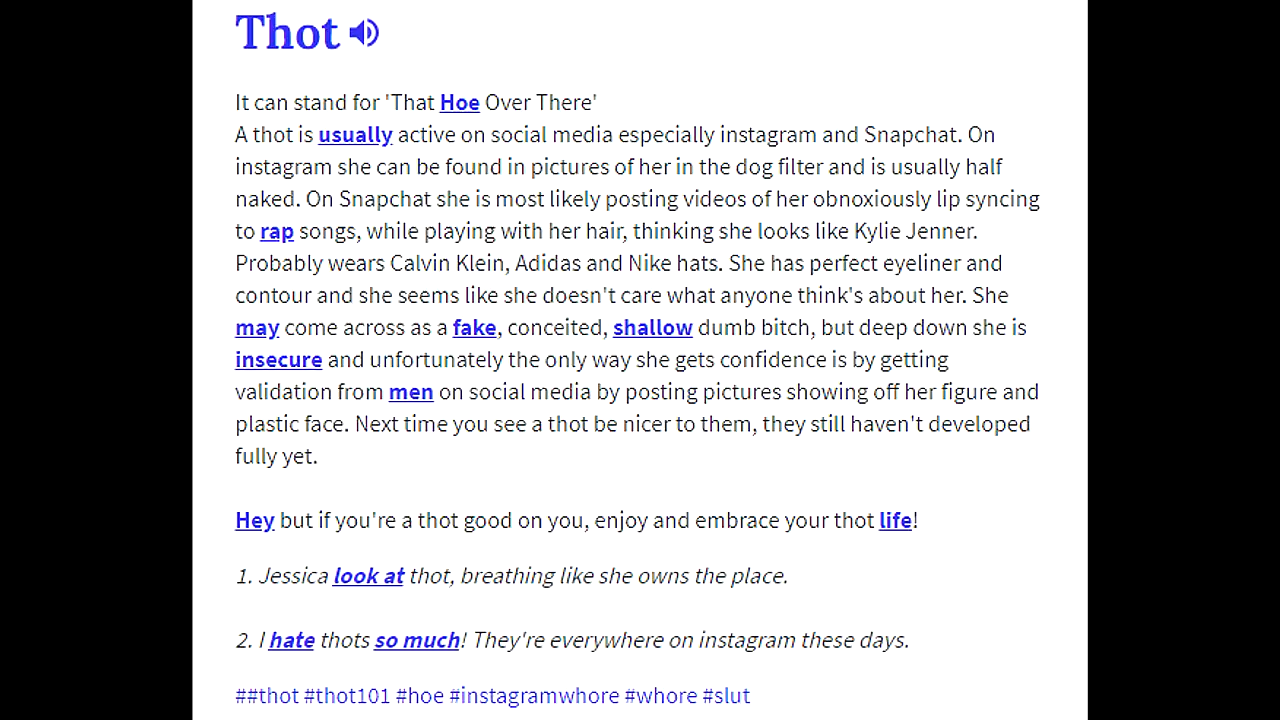 Thot
It can stand for 'That Hoe Over There'
A thot is usually active on social media especially instagram and Snapchat. On
instagram she can be found in pictures of her in the dog filter and is usually half
naked. On Snapchat she is most likely posting videos of her obnoxiously lip syncing
to rap songs, while playing with her hair, thinking she looks like Kylie Jenner.
Probably wears Calvin Klein, Adidas and Nike hats. She has perfect eyeliner and
contour and she seems like she doesn't care what anyone think's about her. She
may come across as a fake, conceited, shallow dumb bitch, but deep down she is
insecure and unfortunately the only way she gets confidence is by getting
validation from men on social media by posting pictures showing off her figure and
plastic face. Next time you see a thot be nicer to them, they still haven't developed
fully yet.
Hey but if you're a thot good on you, enjoy and embrace your thot life!
1. Jessica look at thot, breathing like she owns the place.
2. I hate thots so much! They're everywhere on instagram these days.
##thot #thot101 #hoe #instagramwhore #whore #slut